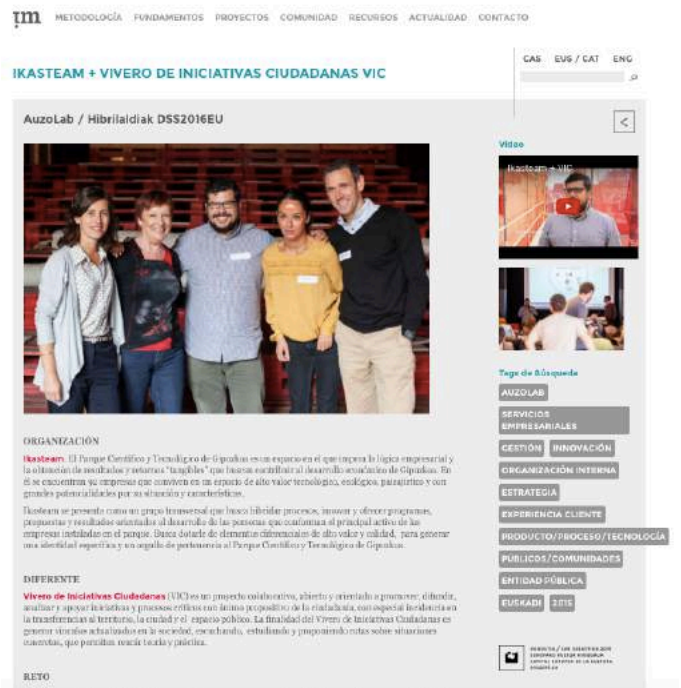 im METODOLOGÍA FUNDAMENTOS PROYECTOS COMUNIDAD RECURSOS ACTUALIDAD CONTACTO
CAS EUS / CAT ENG
IKASTEAM + VIVERO DE INICIATIVAS CIUDADANAS VIC
AuzoLab / Hibrilaldiak DSS2016EU
<
Video
Ikasteam + VIC
ORGANIZACIÓN
Ikasteam. El Parque Científico y Tecnológico de Gipuzkoa es un espacio en el que impera la lógica empresarial y
la obtención de resultados y retornos "tangibles" que buscan contribuir al desarrollo económico de Gipuzkoa. En
él se encuentran empresas que conviven en un espacio de alto valor tecnológico, ecológico, paisajístico y con
grandes potencialidades por su situación y características.
Ikasteam se presenta como un grupo transversal que busca hibridar procesos, innovar y ofrecer programas,
propuestas y resultados orientados al desarrollo de las personas que conforman el principal activo de las
empresas instaladas en el parque. Busca dotarle de elementos diferenciales de alto valor y calidad, para generar
una identidad específica y un orgullo de pertenencia al Parque Científico y Tecnológico de Gipuzkoa.
DIFERENTE
Vivero de Iniciativas Ciudadanas (VIC) es un proyecto colaborativo, abierto y orientado a promover, difundir,
analizar y apoyar iniciativas y procesos críticos con ánimo propositivo de la ciudadanía, con especial incidencia en
la transferencias al territorio, la ciudad y el espacio público. La finalidad del Vivero de Iniciativas Ciudadanas es
generar vínculos actualizados en la sociedad, escuchando, estudiando y proponiendo rutas sobre situaciones
concretas, que permitan teoría y práctica.
RETO
Tags de Búsqueda
AUZOLAB
SERVICIOS
EMPRESARIALES
GESTIÓN INNOVACIÓN
ORGANIZACIÓN INTERNA
ESTRATEGIA
EXPERIENCIA CLIENTE
PRODUCTO/PROCESO/TECNOLOGÍA
PÚBLICOS/COMUNIDADES
ENTIDAD PÚBLICA
EUSKADI 2015